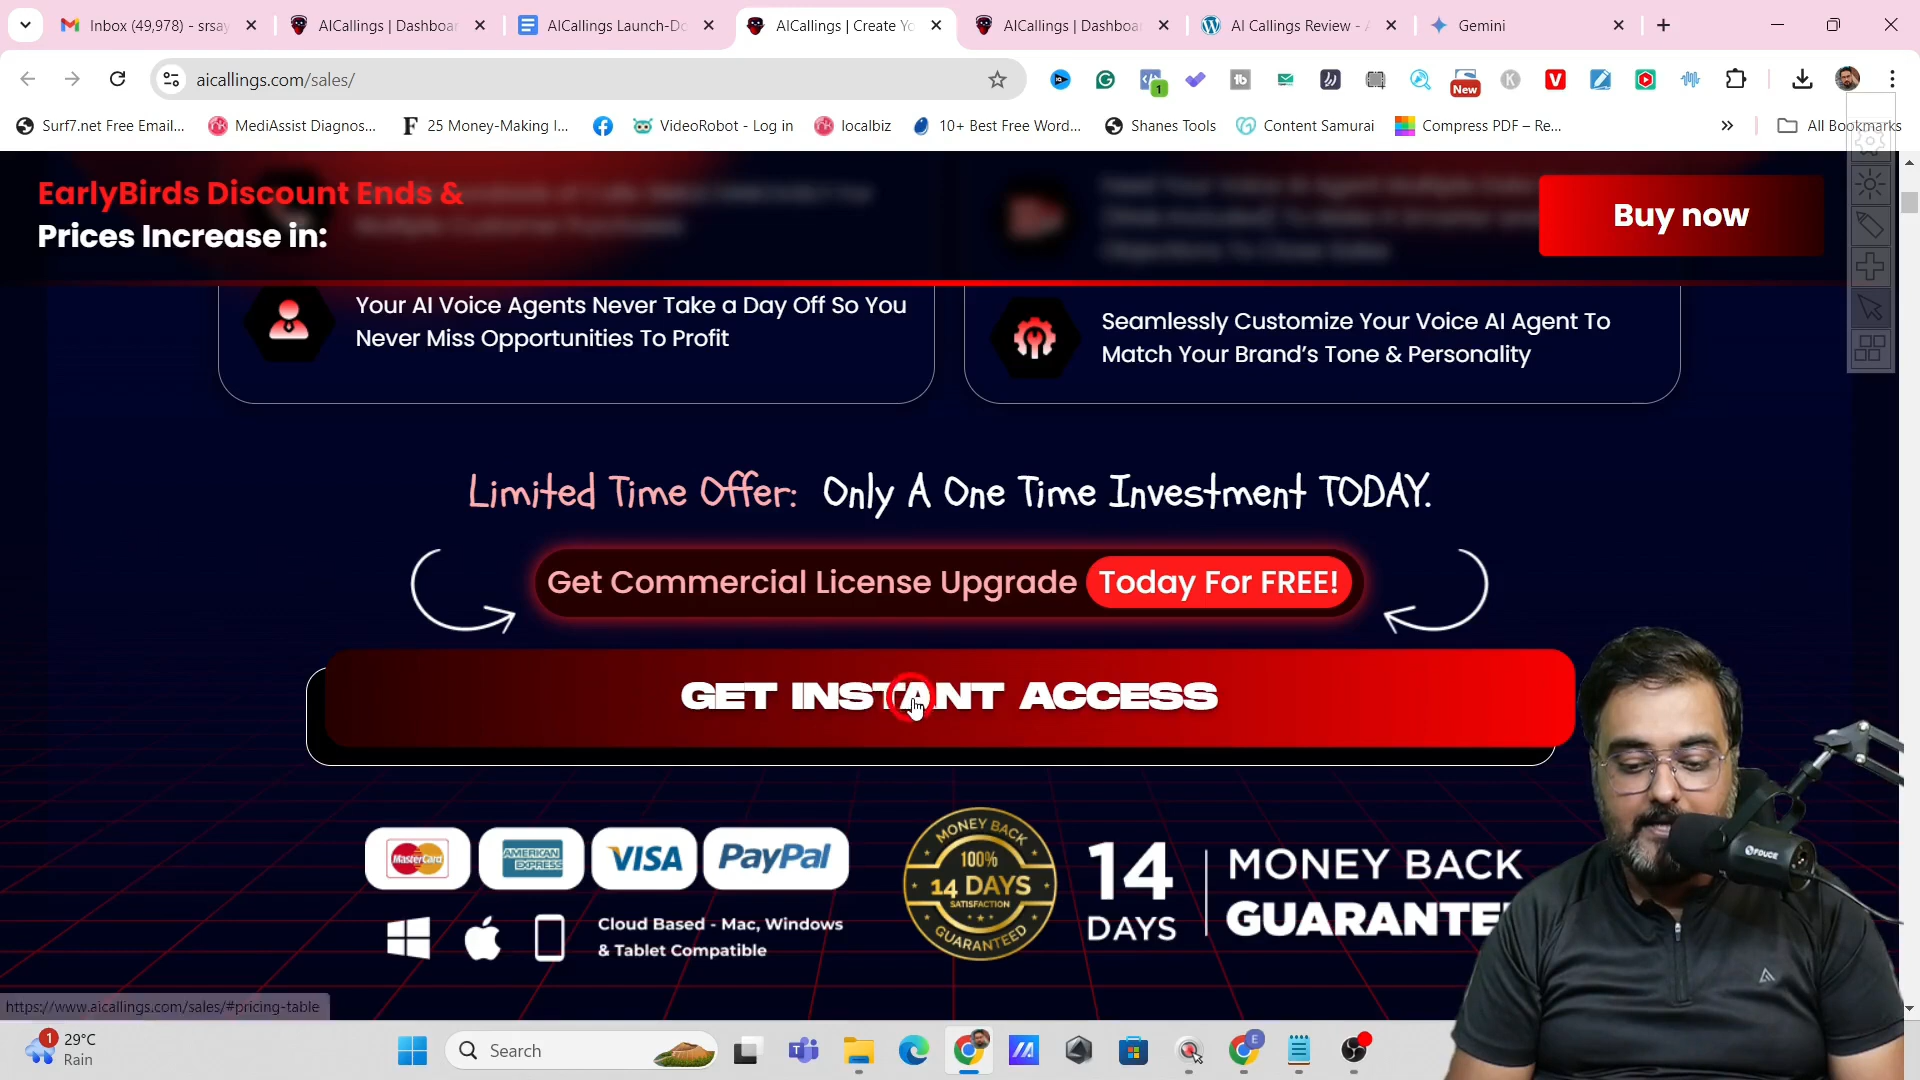 Inbox (49,978) - srsay
AICallings | Dashboar
AICallings Launch-Do
AICallings | Create Yo
AICallings | Dashboa
AI Callings Review - A
Gemini
aicallings.com/sales/
New
1
Surf7.net Free Email...
MediAssist Diagnos...
25 Money-Making I...
VideoRobot - Log in
localbiz
10+ Best Free Word...
Shanes Tools
Content Samurai
Compress PDF – Re...
All Bookmarks
EarlyBirds Discount Ends &
Prices Increase in:
Buy now
Your AI Voice Agents Never Take a Day Off So You
Never Miss Opportunities To Profit
Seamlessly Customize Your Voice AI Agent To
Match Your Brand’s Tone & Personality
Limited Time Offer: Only A One Time Investment TODAY.
Get Commercial License Upgrade Today For FREE!
GET INSTANT ACCESS
MasterCard
AMERICAN EXPRESS
VISA
PayPal
MONEY BACK
100%
14 DAYS
SATISFACTION
GUARANTEED
14
DAYS
MONEY BACK
GUARANTE
Cloud Based - Mac, Windows
& Tablet Compatible
FDUCE
https://www.aicallings.com/sales/#pricing-table
1
29°C
Rain
Search